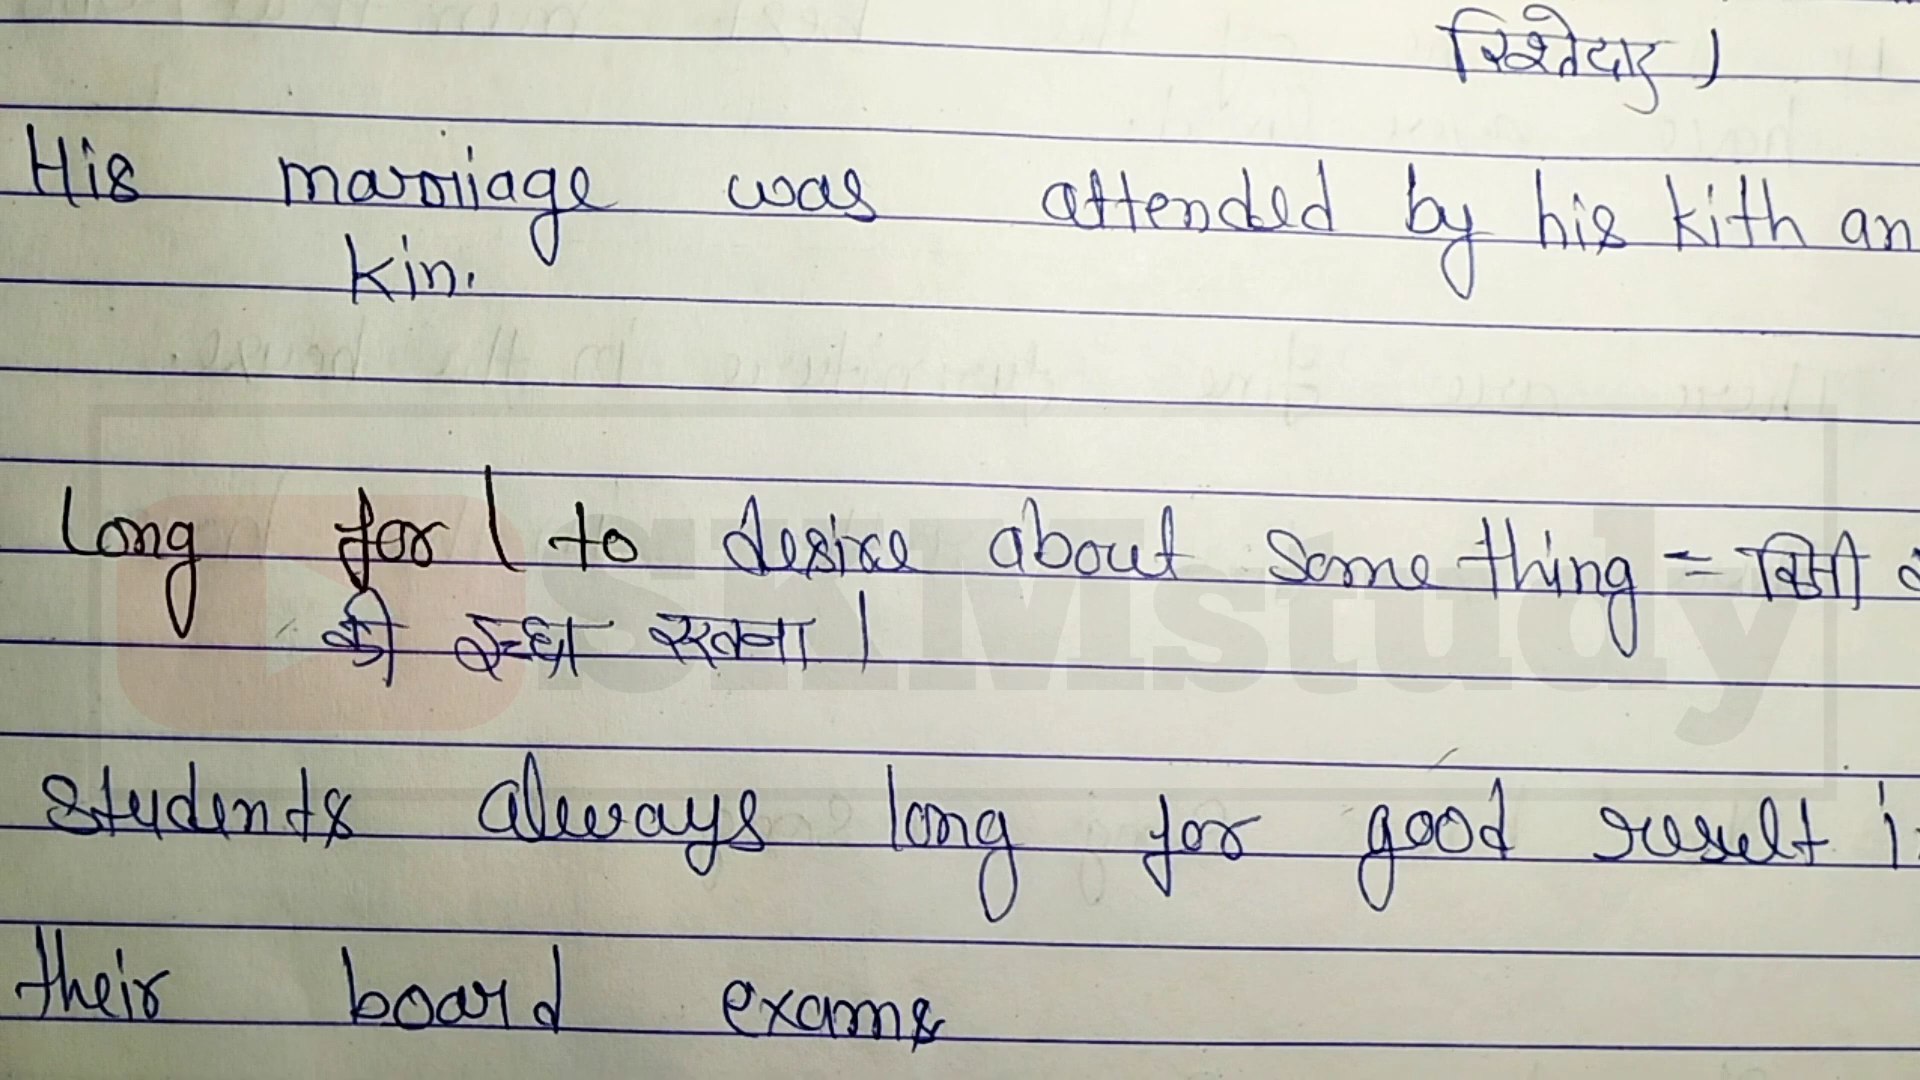 रिश्तेदार)
His marriage was attended by his kith an
kin.
Long for ( to desire about some thing = किसी
की इच्छा रखना।
SKMstudy
students always long for good result i
their board exams